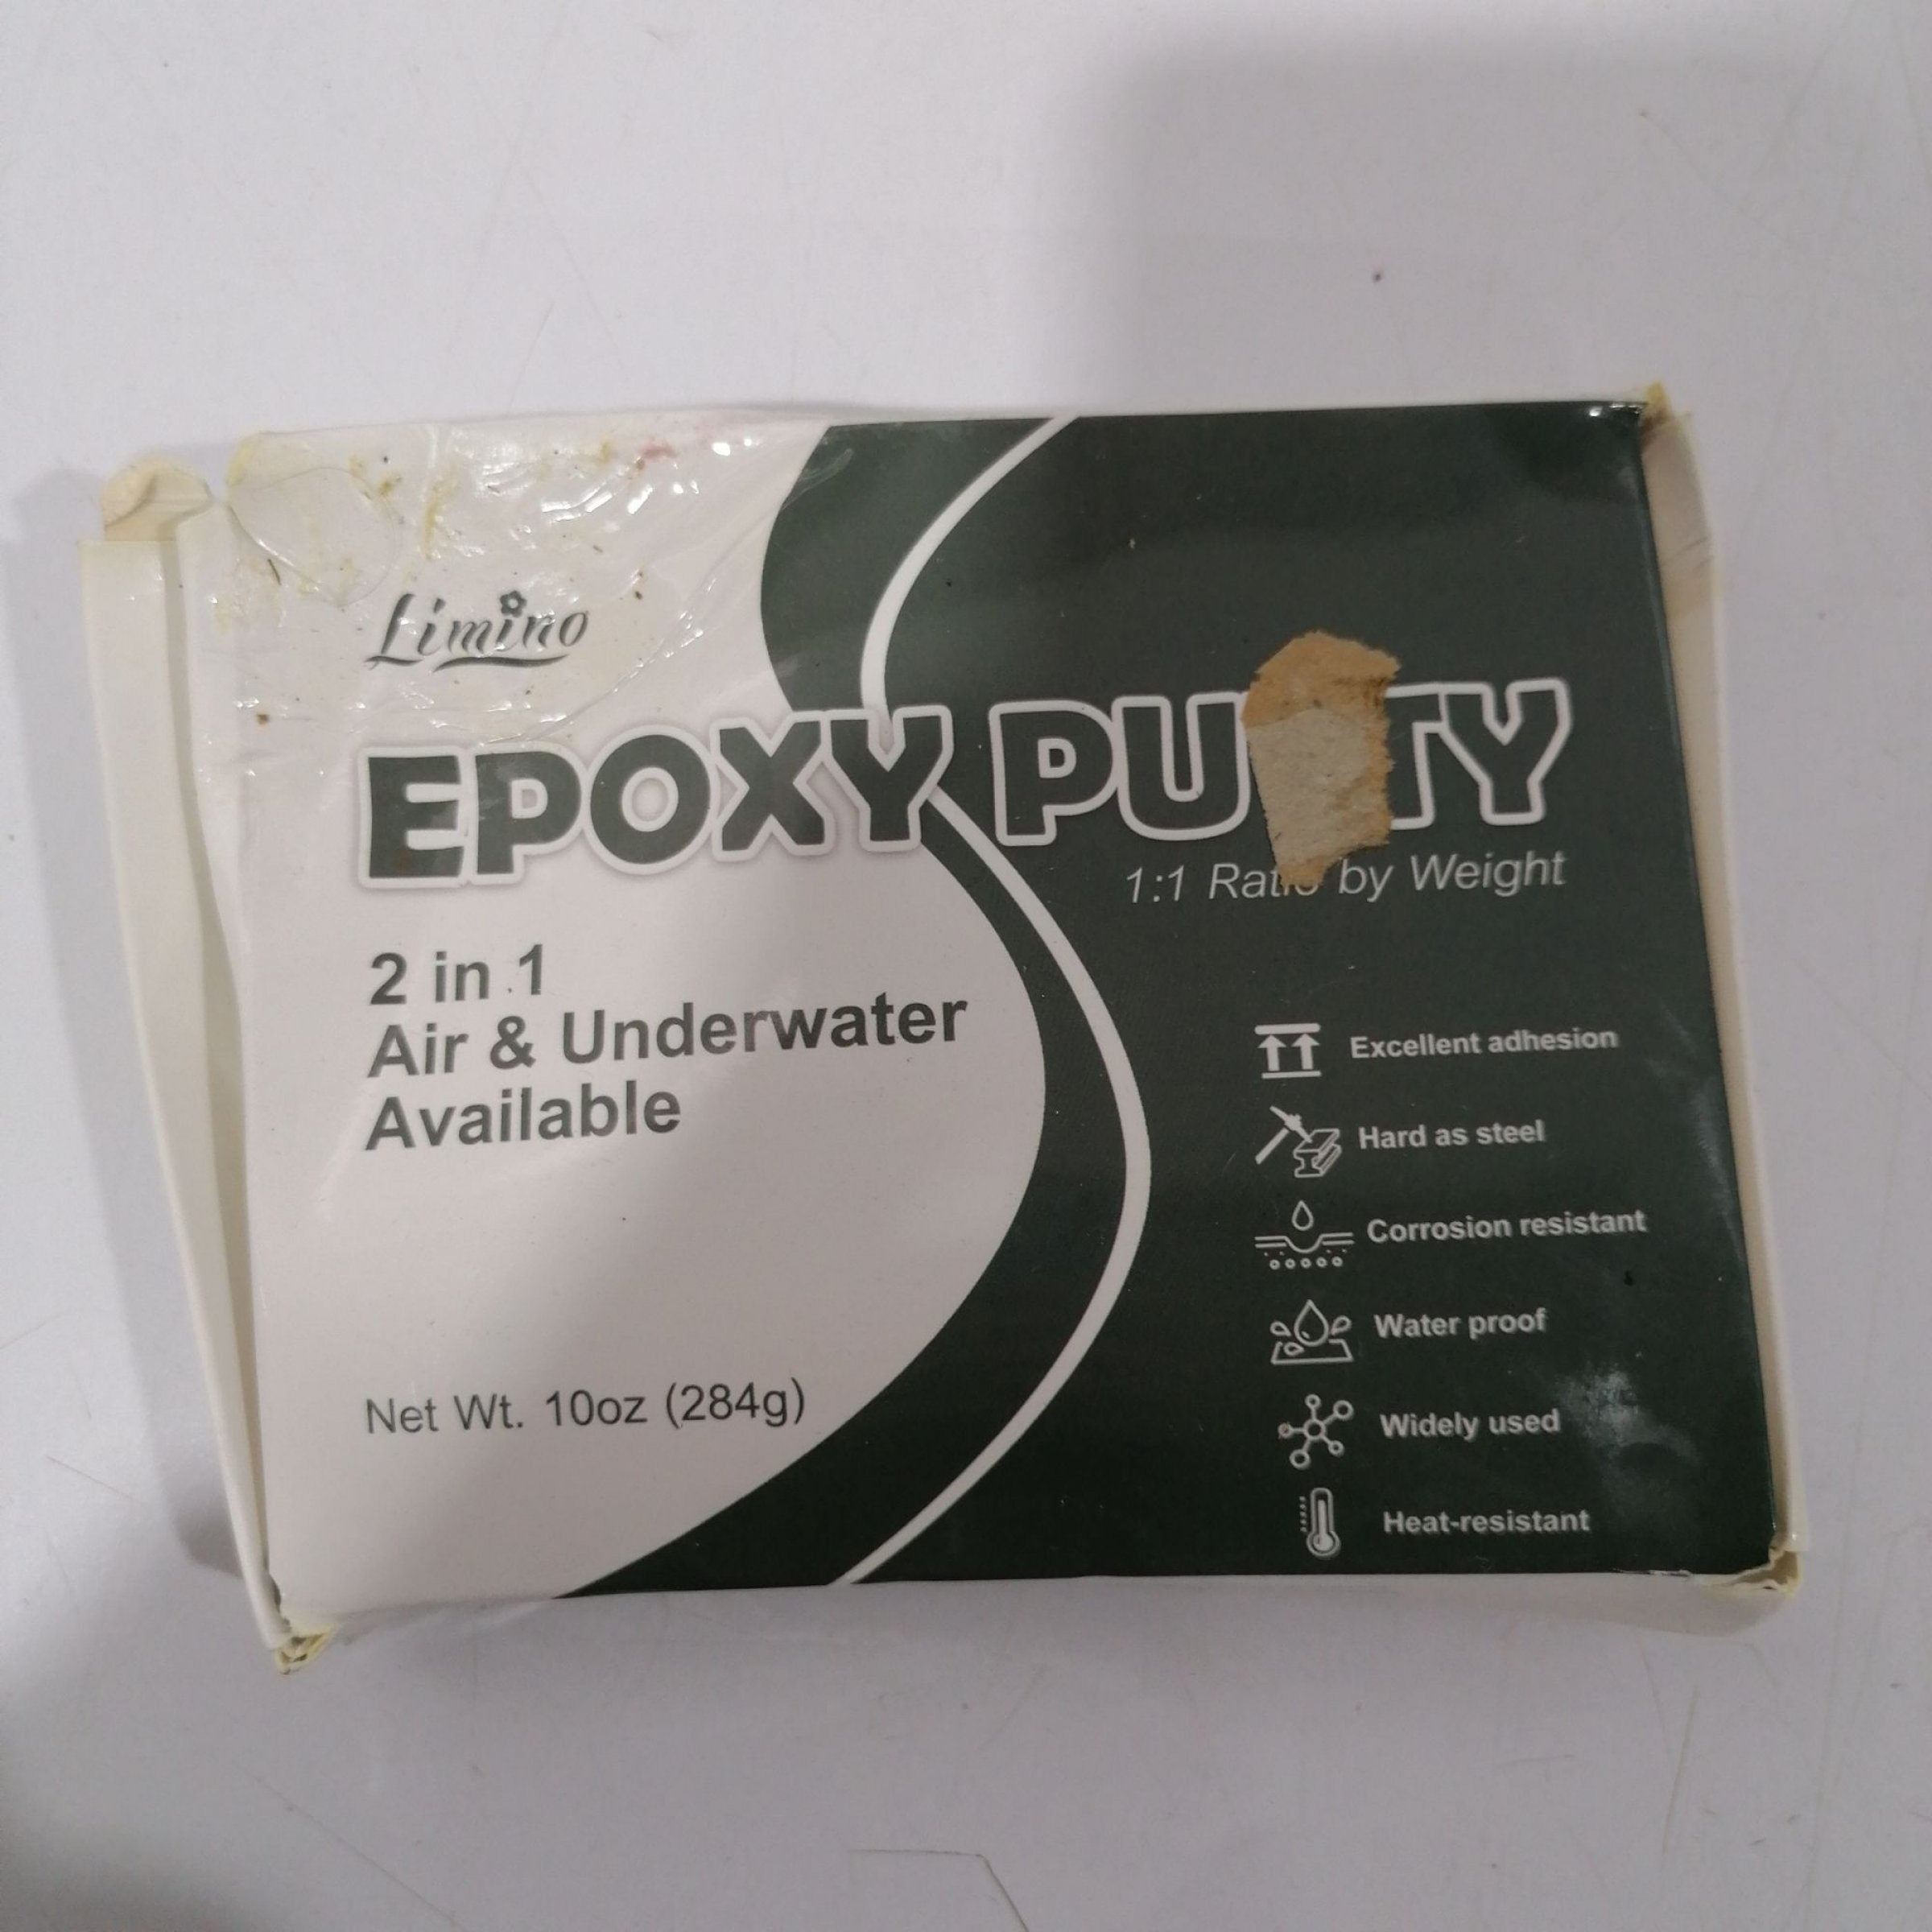 Limino
EPOXY PUTTY
1:1 Ratio by Weight
2 in 1
Air & Underwater
Available
Net Wt. 10oz (284g)
Excellent adhesion
Hard as steel
Corrosion resistant
Water proof
Widely used
Heat-resistant